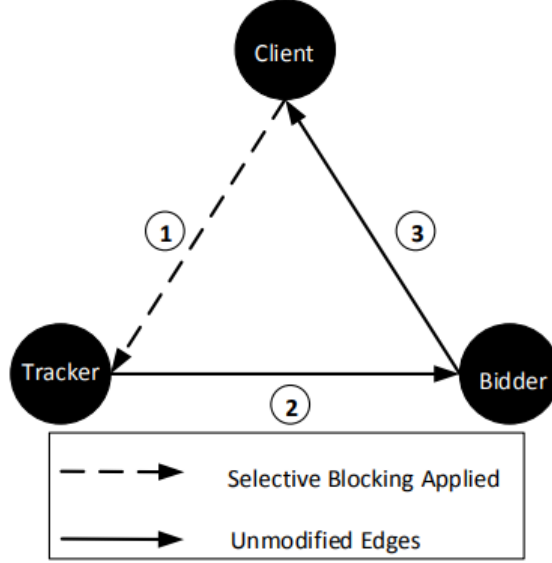 Client
1
3
Tracker
Bidder
2
Selective Blocking Applied
Unmodified Edges